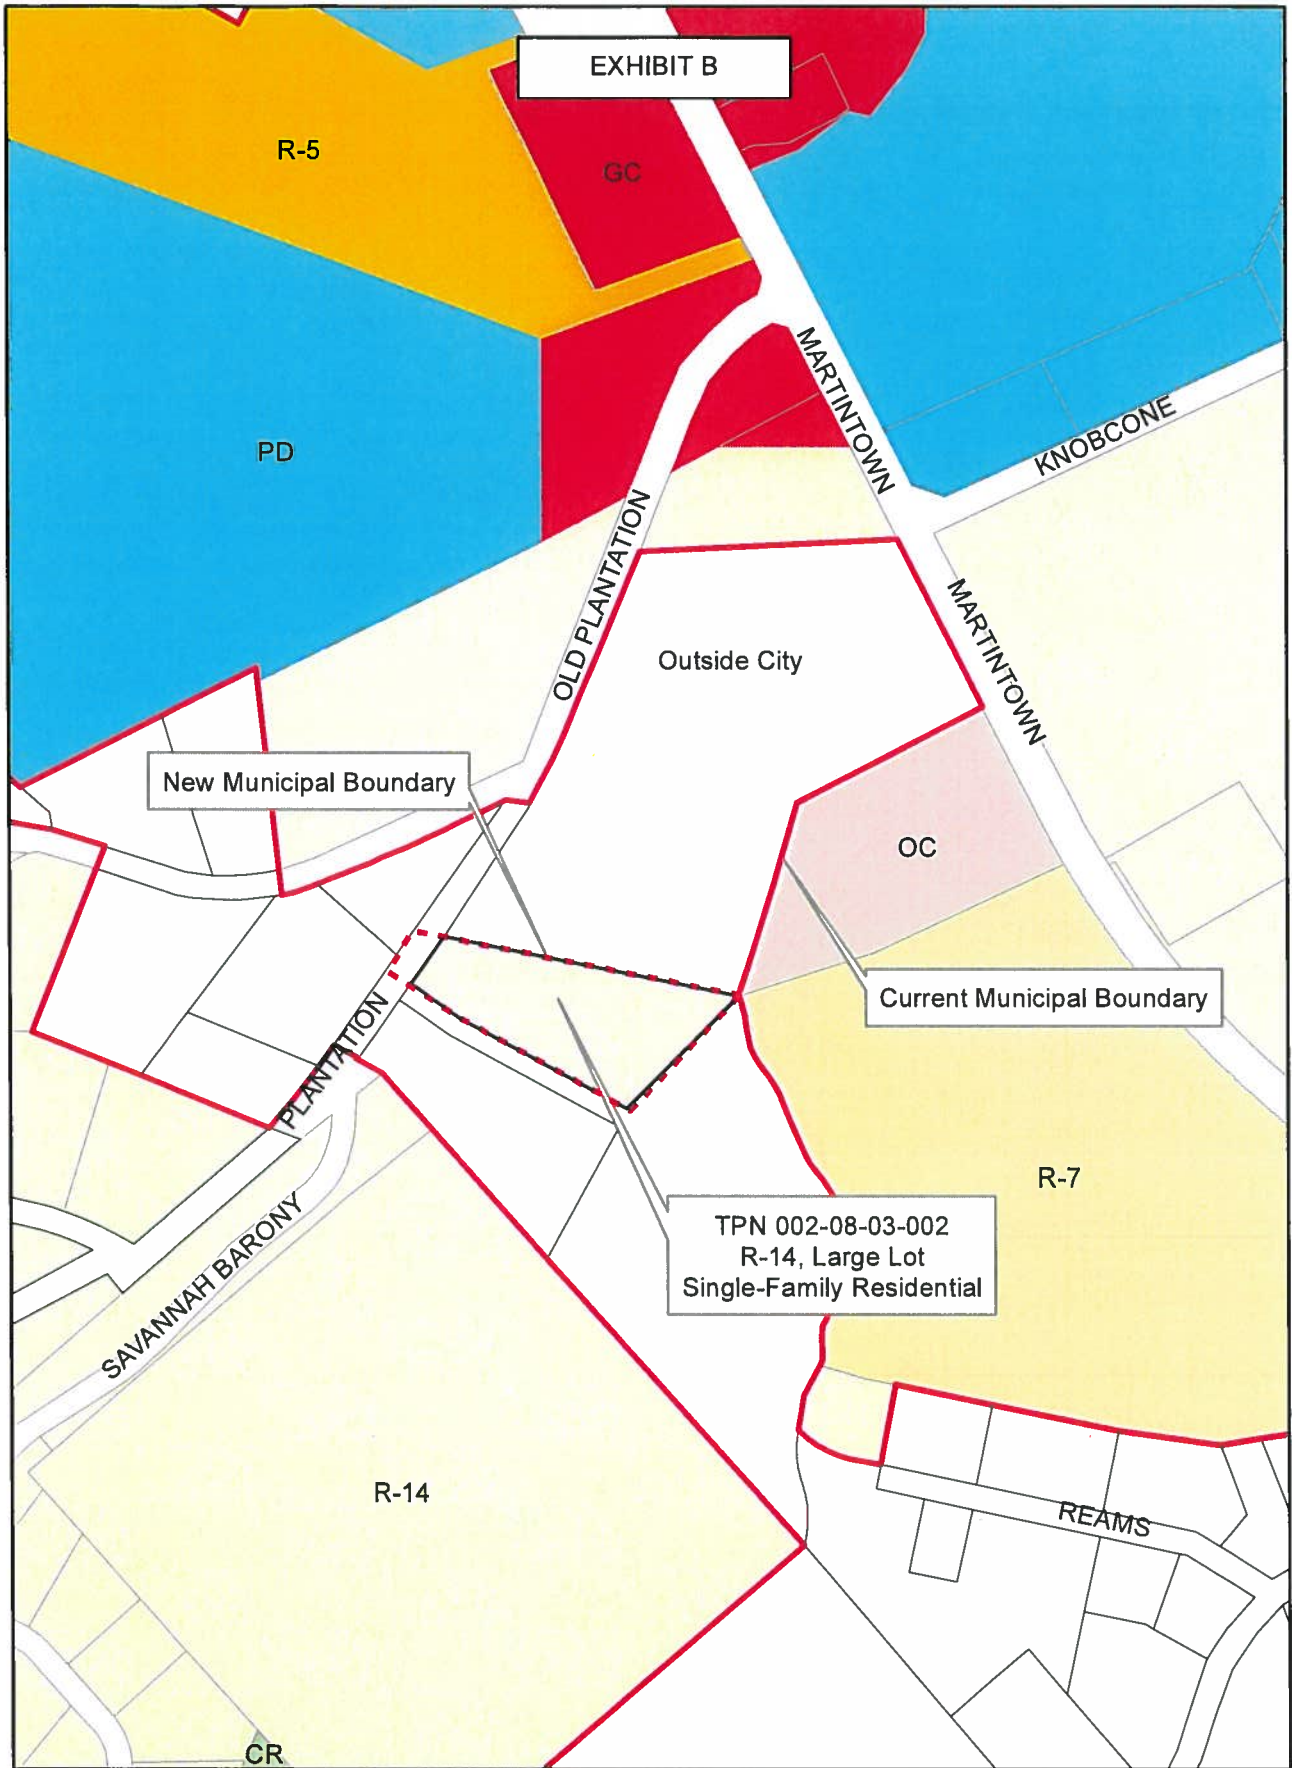 EXHIBIT B
R-5
GC
MARTINTOWN
PD
KNOBCONE
OLD PLANTATION
MARTINTOWN
Outside City
New Municipal Boundary
OC
Current Municipal Boundary
PLANTATION
R-7
TPN 002-08-03-002
R-14, Large Lot
Single-Family Residential
SAVANNAH BARONY
R-14
REAMS
CR